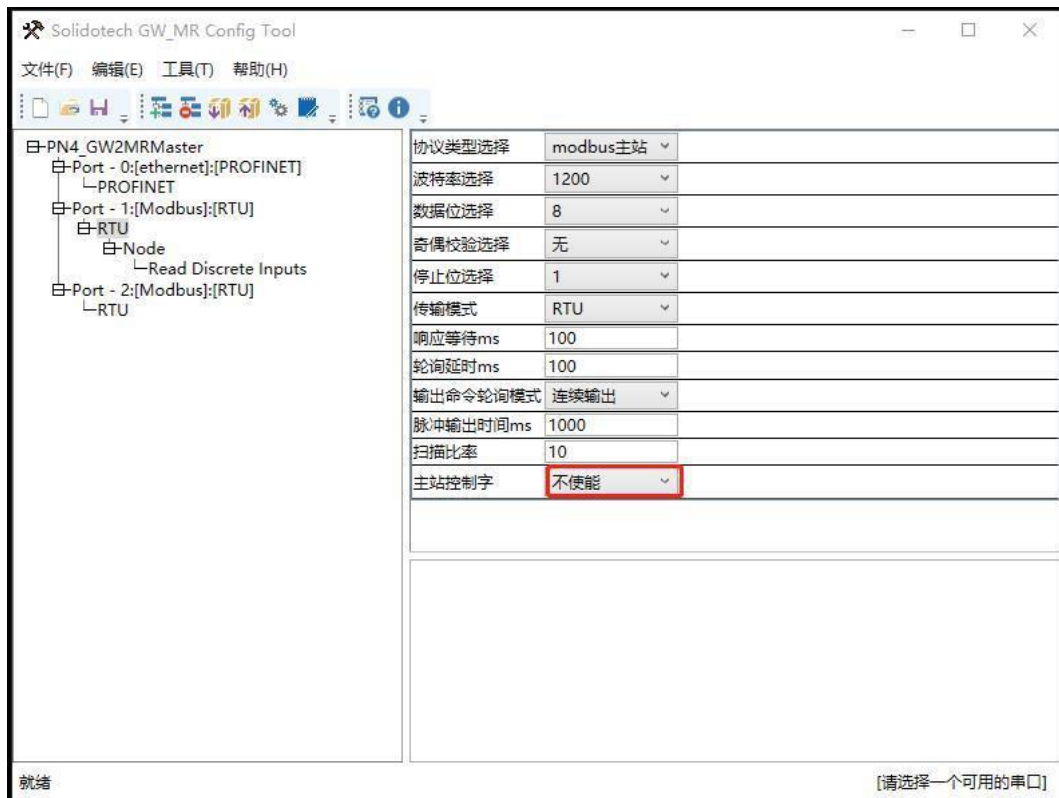 Solidotech GW_MR Config Tool
文件(F) 编辑(E) 工具(T) 帮助(H)
PN4_GW2MRMaster
Port - 0:[ethernet]:[PROFINET]
PROFINET
Port - 1:[Modbus]:[RTU]
RTU
Node
Read Discrete Inputs
Port - 2:[Modbus]:[RTU]
RTU
协议类型选择 modbus主站
波特率选择 1200
数据位选择 8
奇偶校验选择 无
停止位选择 1
传输模式 RTU
响应等待ms 100
轮询延时ms 100
输出命令轮询模式 连续输出
脉冲输出时间ms 1000
扫描比率 10
主站控制字 不使能
就绪 [请选择一个可用的串口]